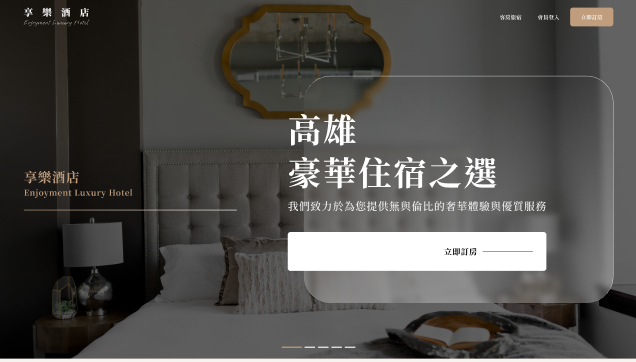 享樂酒店
Enjoyment Luxury Hotel
客房旅宿
會員登入
立即訂房
享樂酒店
Enjoyment Luxury Hotel
高雄
豪華住宿之選
我們致力於為您提供無與倫比的奢華體驗與優質服務
立即訂房